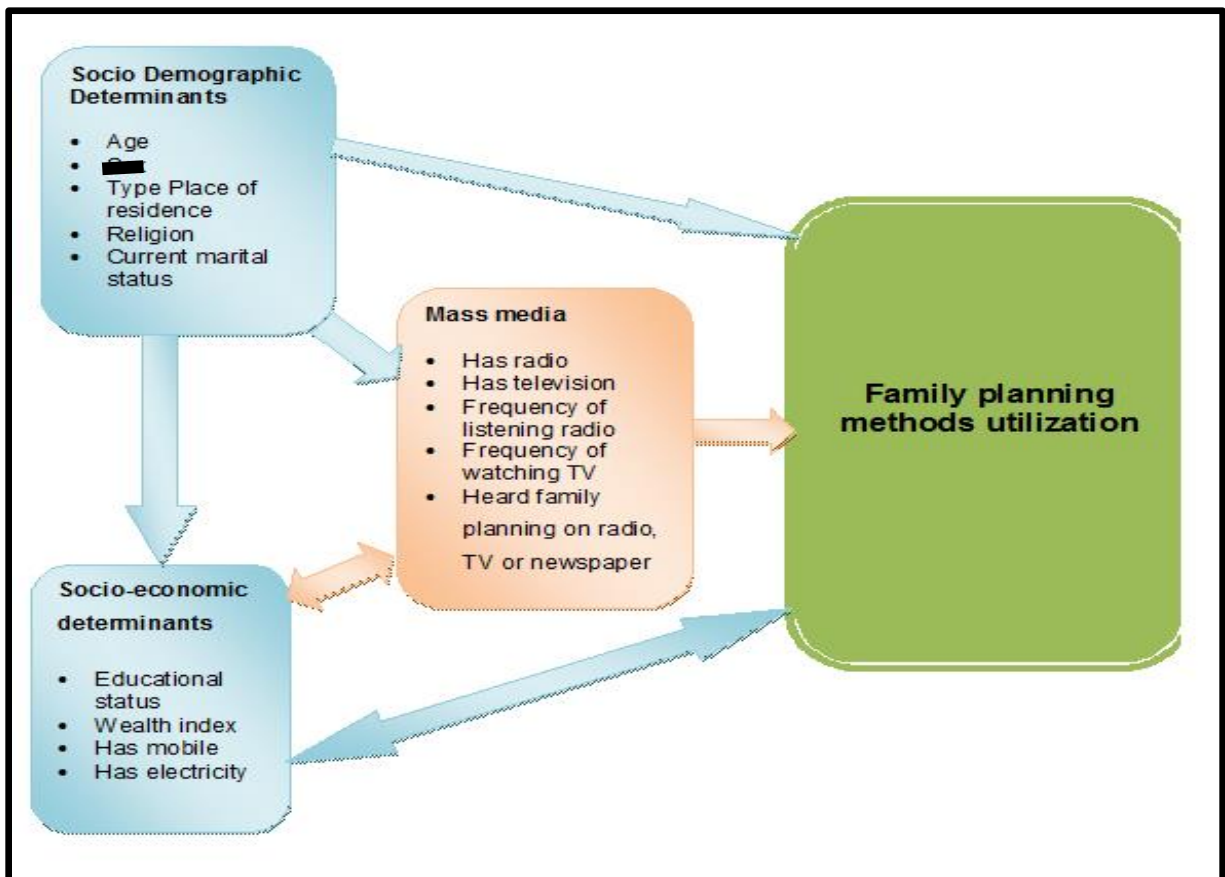 Socio Demographic
Determinants
• Age
•
• Type Place of
residence
• Religion
• Current marital
status
Mass media
• Has radio
• Has television
• Frequency of
listening radio
• Frequency of
watching TV
• Heard family
planning on radio,
TV or newspaper
Family planning
methods utilization
Socio-economic
determinants
• Educational
status
• Wealth index
• Has mobile
• Has electricity